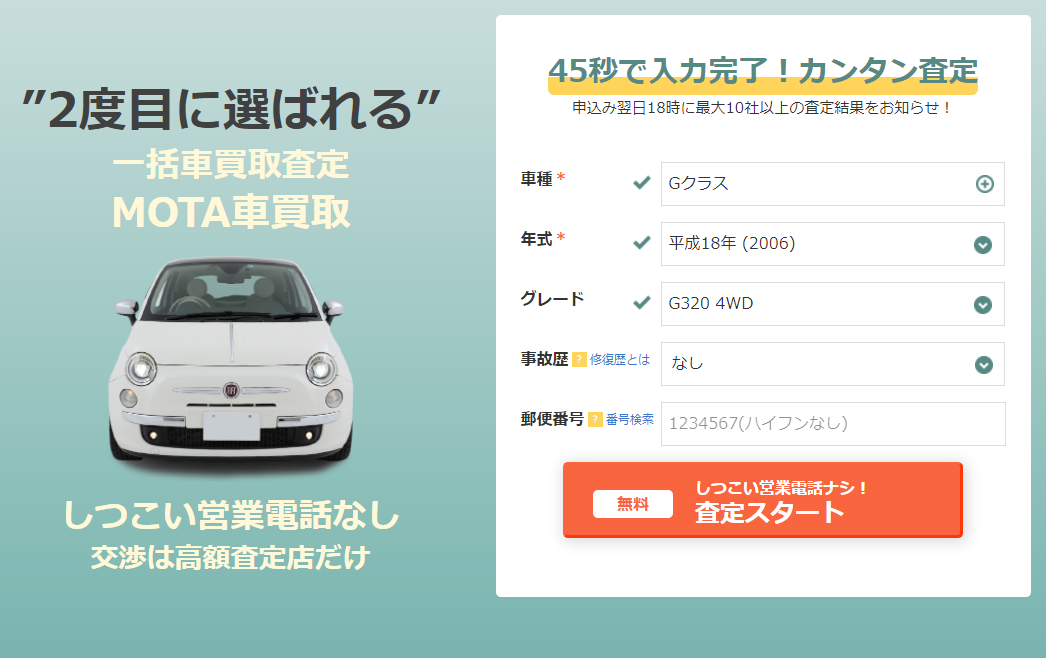 ”2度目に選ばれる”
一括車買取査定
MOTA車買取
しつこい営業電話なし
交渉は高額査定店だけ
45秒で入力完了！カンタン査定
申込み翌日18時に最大10社以上の査定結果をお知らせ！
車種* Gクラス
年式* 平成18年 (2006)
グレード G320 4WD
事故歴 ? 修復歴とは なし
郵便番号 ? 番号検索 1234567(ハイフンなし)
しつこい営業電話ナシ！
無料 査定スタート